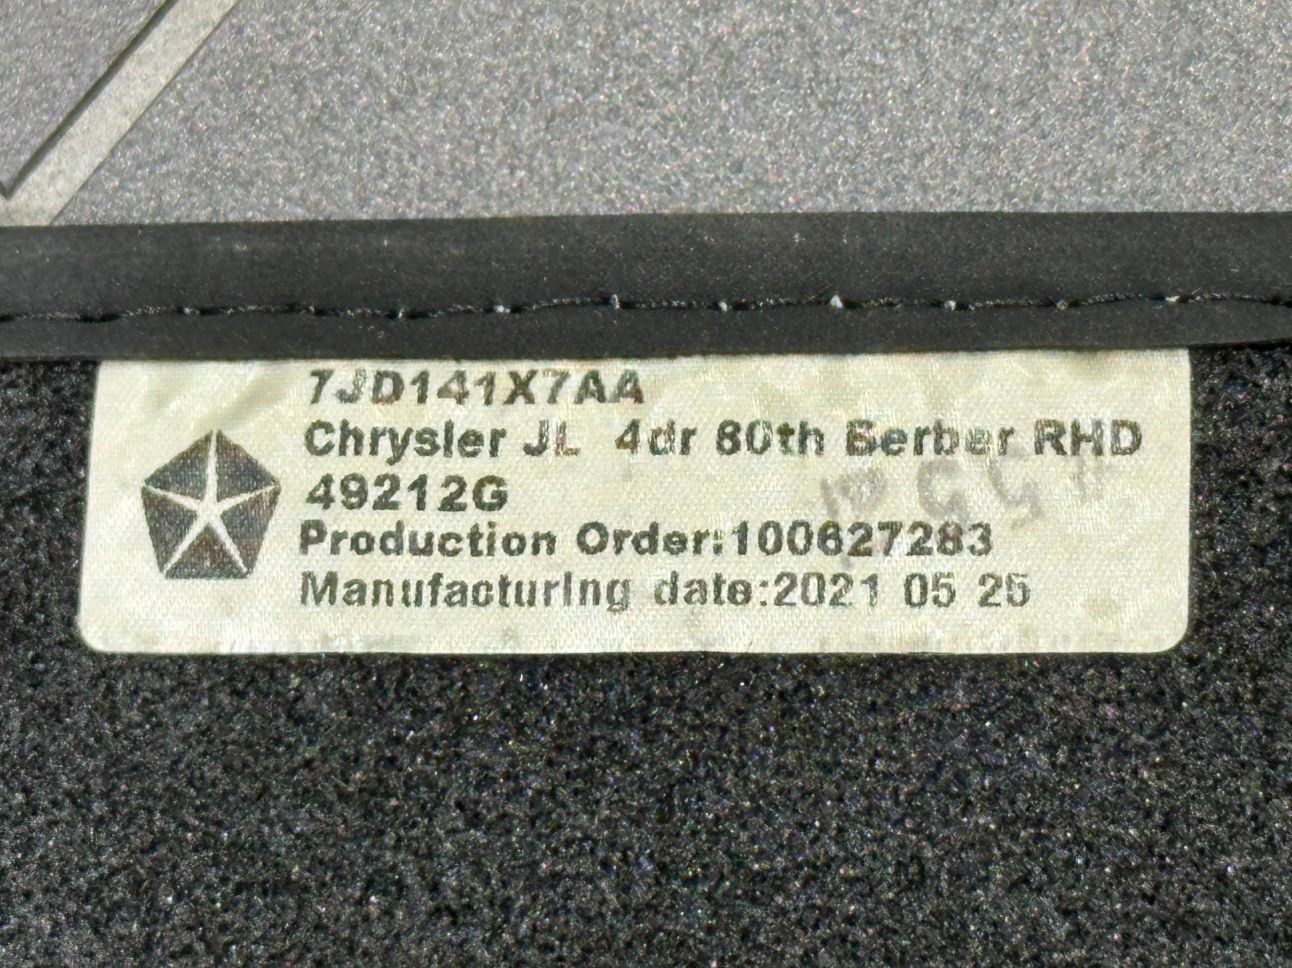 7JD141X7AA
Chrysler JL 4dr 80th Berber RHD
49212G
Production Order:100627283
Manufacturing date:2021 05 25